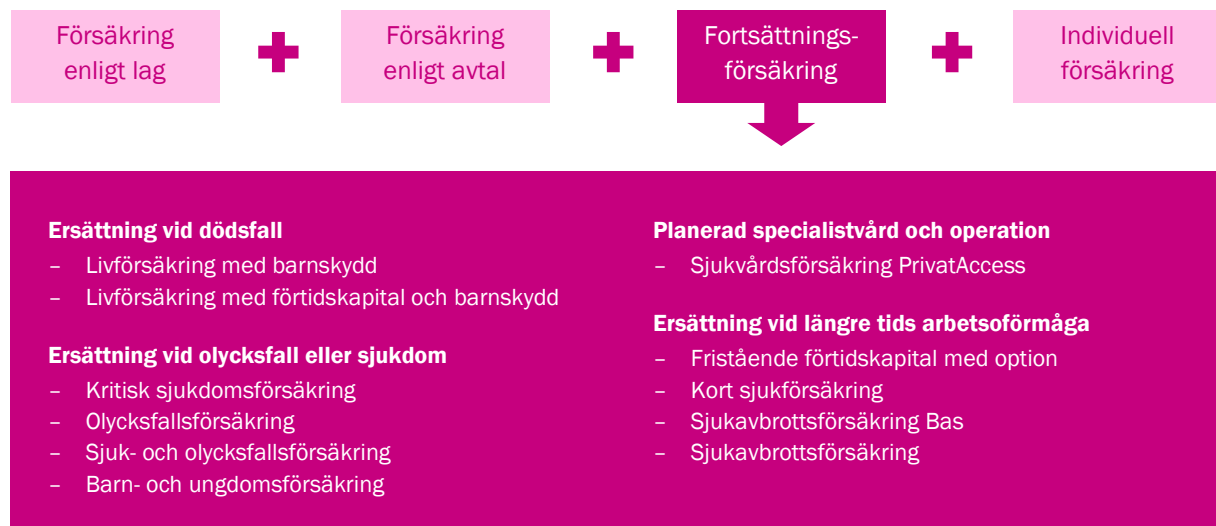 Försäkring
enligt lag
Försäkring
enligt avtal
Fortsättnings-
försäkring
Individuell
försäkring
Ersättning vid dödsfall
– Livförsäkring med barnskydd
– Livförsäkring med förtidskapital och barnskydd
Ersättning vid olycksfall eller sjukdom
– Kritisk sjukdomsförsäkring
– Olycksfallsförsäkring
– Sjuk- och olycksfallsförsäkring
– Barn- och ungdomsförsäkring
Planerad specialistvård och operation
– Sjukvårdsförsäkring PrivatAccess
Ersättning vid längre tids arbetsoförmåga
– Fristående förtidskapital med option
– Kort sjukförsäkring
– Sjukavbrottsförsäkring Bas
– Sjukavbrottsförsäkring